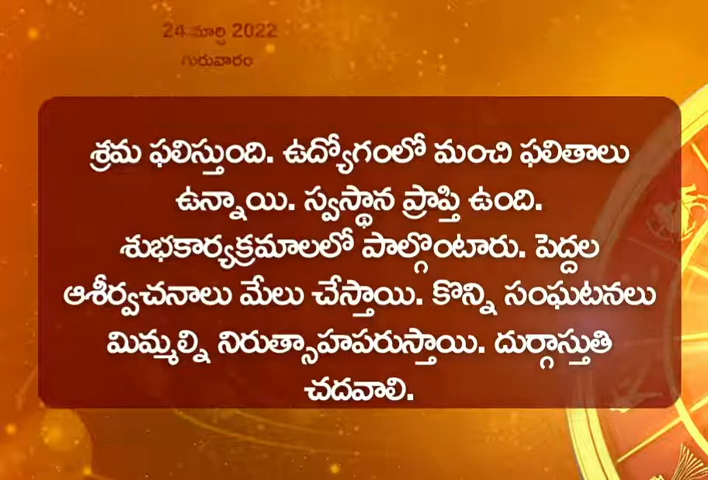 24 మార్చి 2022
గురువారం
శ్రమ ఫలిస్తుంది. ఉద్యోగంలో మంచి ఫలితాలు
ఉన్నాయి. స్వస్థాన ప్రాప్తి ఉంది.
శుభకార్యక్రమాలలో పాల్గొంటారు. పెద్దల
ఆశీర్వచనాలు మేలు చేస్తాయి. కొన్ని సంఘటనలు
మిమ్మల్ని నిరుత్సాహపరుస్తాయి. దుర్గాస్తుతి
చదవాలి.